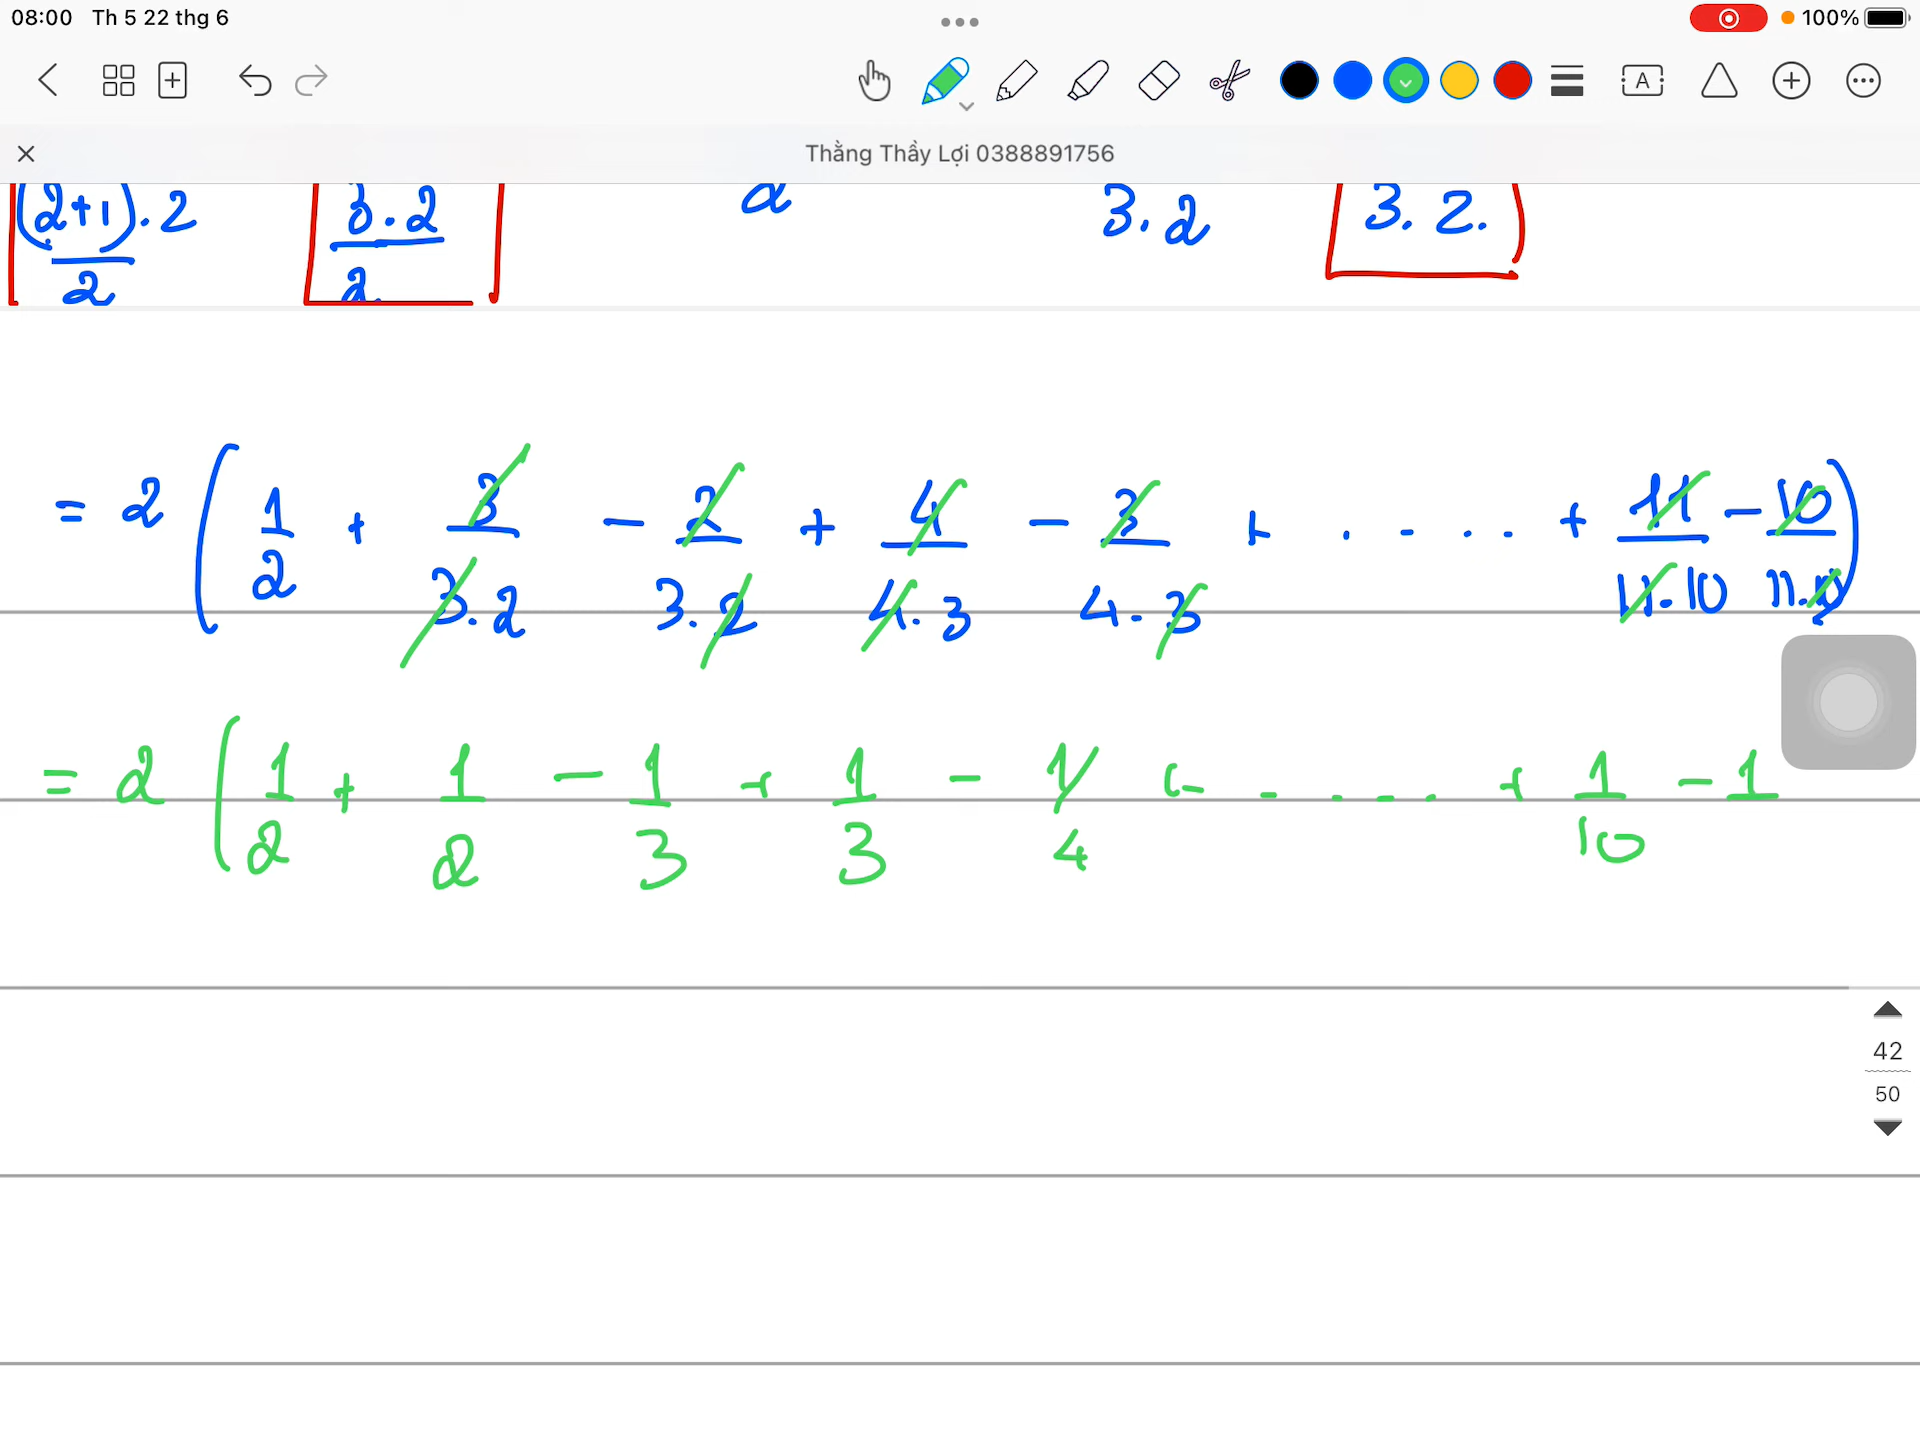 08:00 Th 5 22 thg 6 100%
A
Thằng Thầy Lợi 0388891756
(2+1).2 3.2 2 3.2 3.2.
2 2
= 2 ( 1/2 + 3/3.2 - 2/3.2 + 4/4.3 - 3/4.3 + ..... + 11/11.10 - 10/11.10 )
= 2 ( 1/2 + 1/2 - 1/3 + 1/3 - 1/4 + ..... + 1/10 - 1
42
50